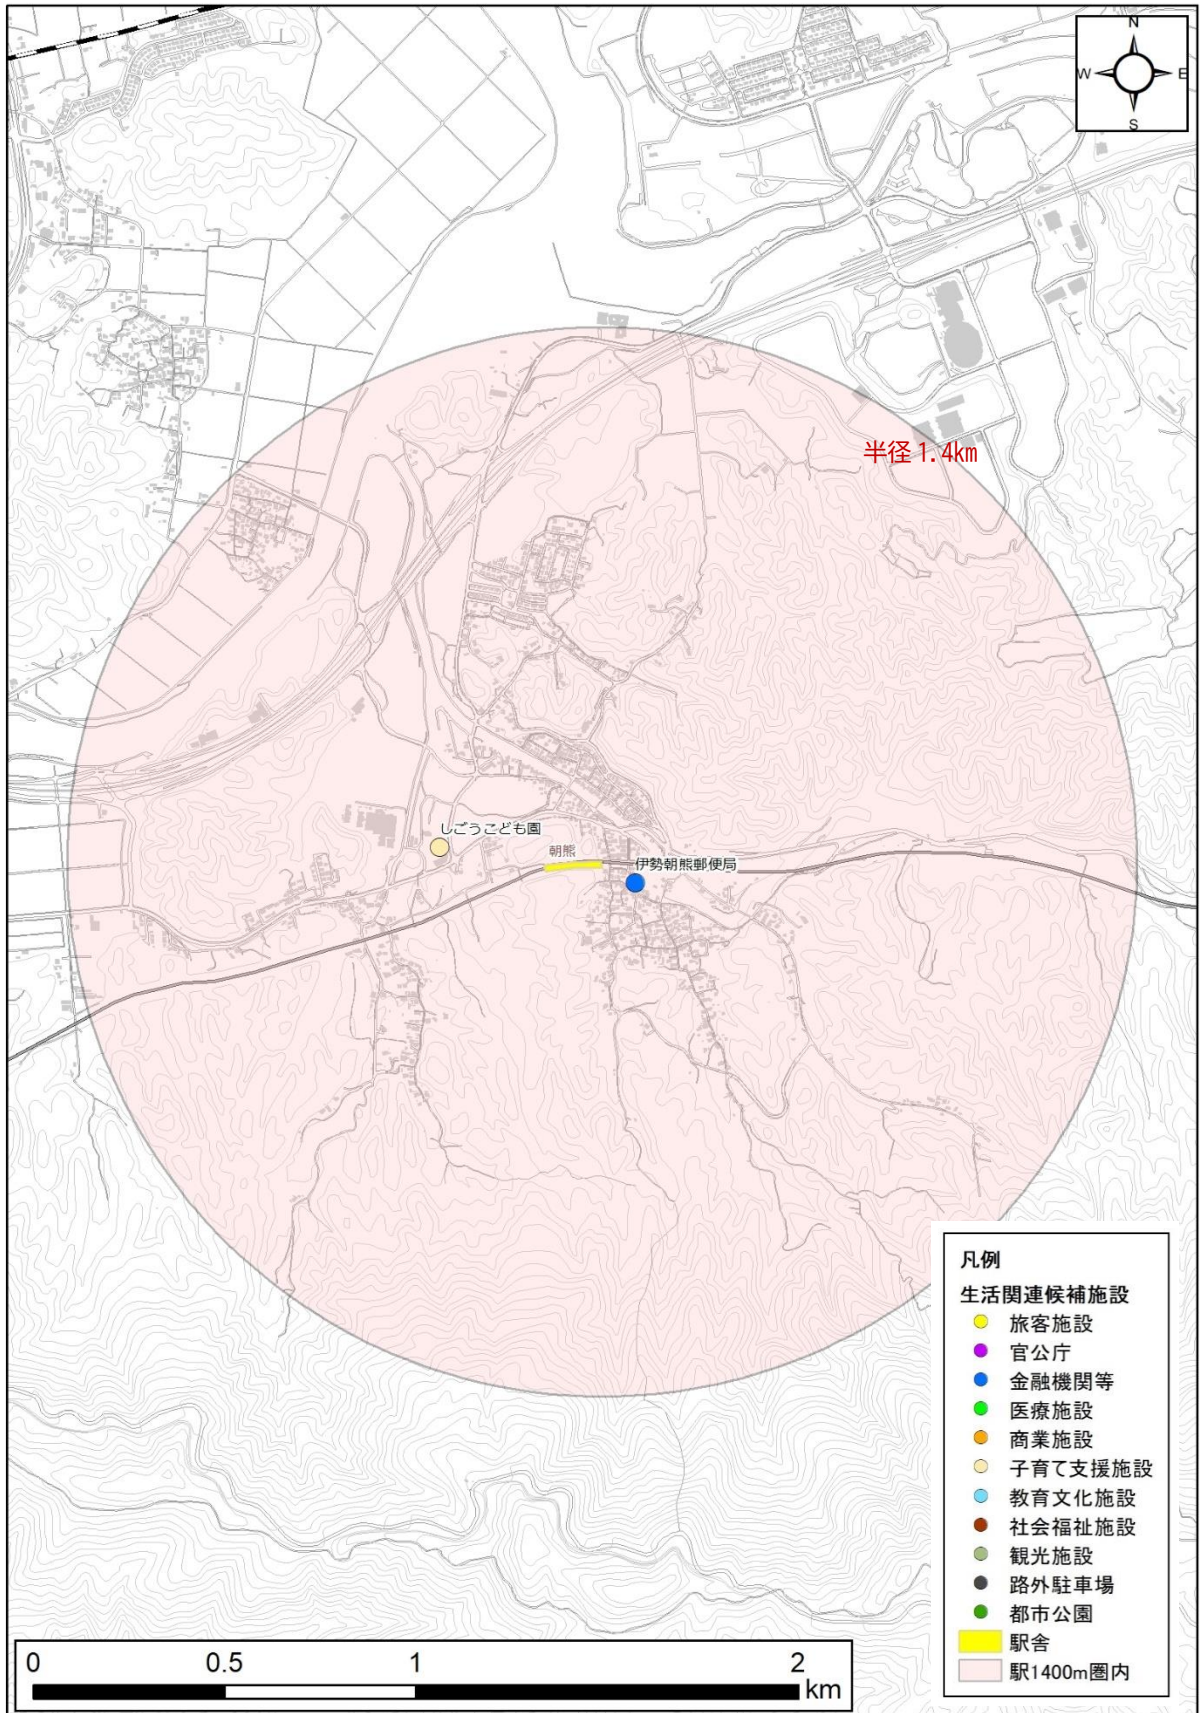 N
W E
S
半径1.4km
しごうこども園
朝熊
伊勢朝熊郵便局
凡例
生活関連候補施設
旅客施設
官公庁
金融機関等
医療施設
商業施設
子育て支援施設
教育文化施設
社会福祉施設
観光施設
路外駐車場
都市公園
駅舎
駅1400m圏内
0 0.5 1 2
km